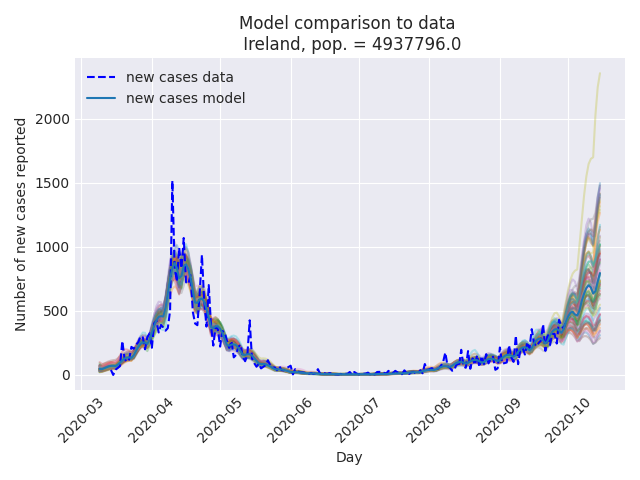 Model comparison to data
Ireland, pop. = 4937796.0
new cases data
new cases model
Number of new cases reported
2000
1500
1000
500
0
2020-03
2020-04
2020-05
2020-06
2020-07
2020-08
2020-09
2020-10
Day